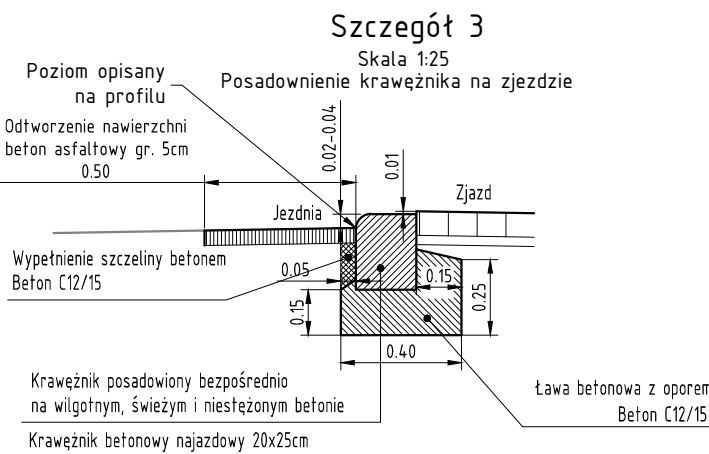 Szczegół 3
Skala 1:25
Posadownienie krawężnika na zjezdzie
Poziom opisany
na profilu
Odtworzenie nawierzchni
beton asfaltowy gr. 5cm
0.50
0.02-0.04
0.01
Jezdnia
Zjazd
Wypełnienie szczeliny betonem
Beton C12/15
0.05
0.15
0.15
0.25
0.40
Krawężnik posadowiony bezpośrednio
na wilgotnym, świeżym i niestężonym betonie
Krawężnik betonowy najazdowy 20x25cm
Ława betonowa z oporem
Beton C12/15